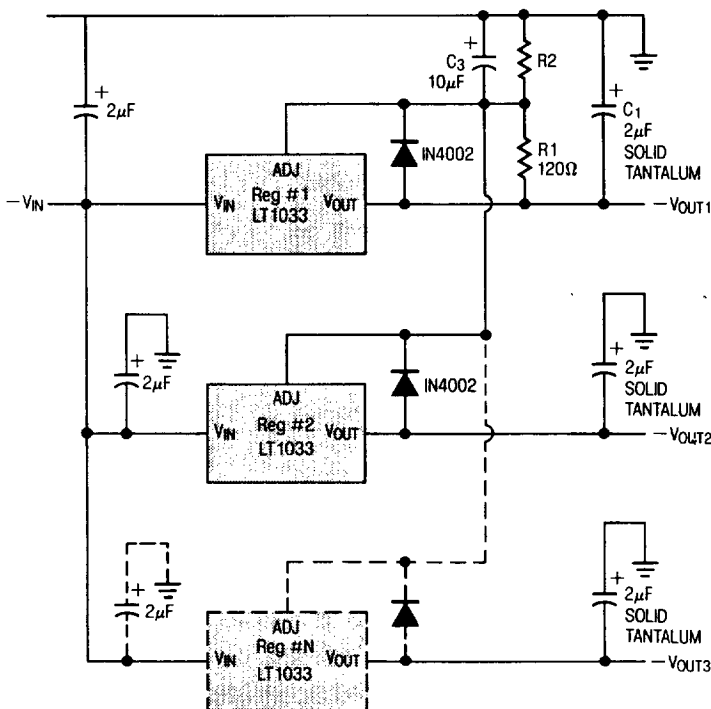 +
2µF
+
C3
10µF
R2
+
C1
2µF
SOLID
TANTALUM
R1
120Ω
IN4002
ADJ
Reg #1
LT1033
VIN
VOUT
−VIN
−VOUT1
+
2µF
ADJ
Reg #2
LT1033
VIN
VOUT
IN4002
+
2µF
SOLID
TANTALUM
−VOUT2
+
2µF
ADJ
Reg #N
LT1033
VIN
VOUT
+
2µF
SOLID
TANTALUM
−VOUT3